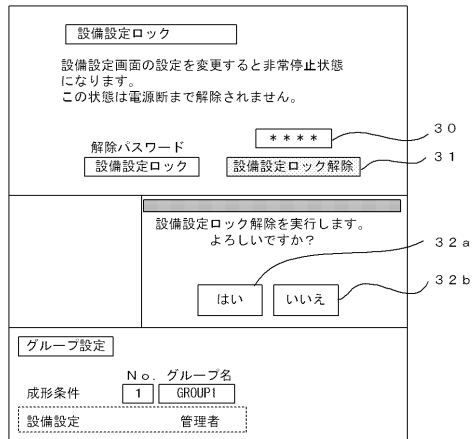 設備設定ロック
設備設定画面の設定を変更すると非常停止状態
になります。
この状態は電源断まで解除されません。
＊＊＊＊
30
解除パスワード
設備設定ロック
設備設定ロック解除
31
設備設定ロック解除を実行します。
よろしいですか？
32a
はい
いいえ
32b
グループ設定
No. グループ名
成形条件 1 GROUP1
設備設定 管理者